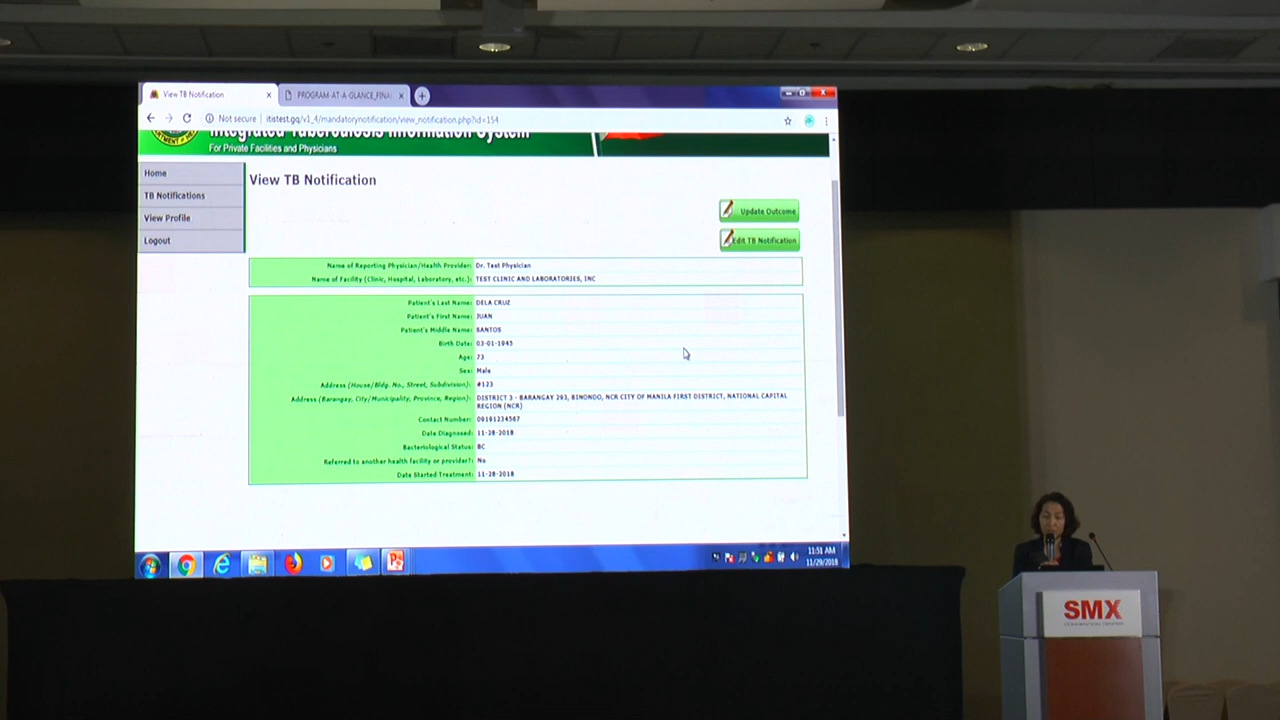 View TB Notification
PROGRAM-AT-A-GLANCE_FINAL
Not secure | itistest.gq/v1_4/mandatorynotification/view_notification.php?id=154
Integrated Tuberculosis Information System
For Private Facilities and Physicians
Home
TB Notifications
View Profile
Logout
View TB Notification
Update Outcome
Edit TB Notification
Name of Reporting Physician/Health Provider: Dr. Test Physician
Name of Facility (Clinic, Hospital, Laboratory, etc.): TEST CLINIC AND LABORATORIES, INC
Patient's Last Name: DELA CRUZ
Patient's First Name: JUAN
Patient's Middle Name: SANTOS
Birth Date: 03-01-1945
Age: 73
Sex: Male
Address (House/Bldg. No., Street, Subdivision): #123
Address (Barangay, City/Municipality, Province, Region): DISTRICT 3 - BARANGAY 293, BINONDO, NCR CITY OF MANILA FIRST DISTRICT, NATIONAL CAPITAL
REGION (NCR)
Contact Number: 09191234567
Date Diagnosed: 11-28-2018
Bacteriological Status: BC
Referred to another health facility or provider?: No
Date Started Treatment: 11-28-2018
11:51 AM
11/29/2018
SMX